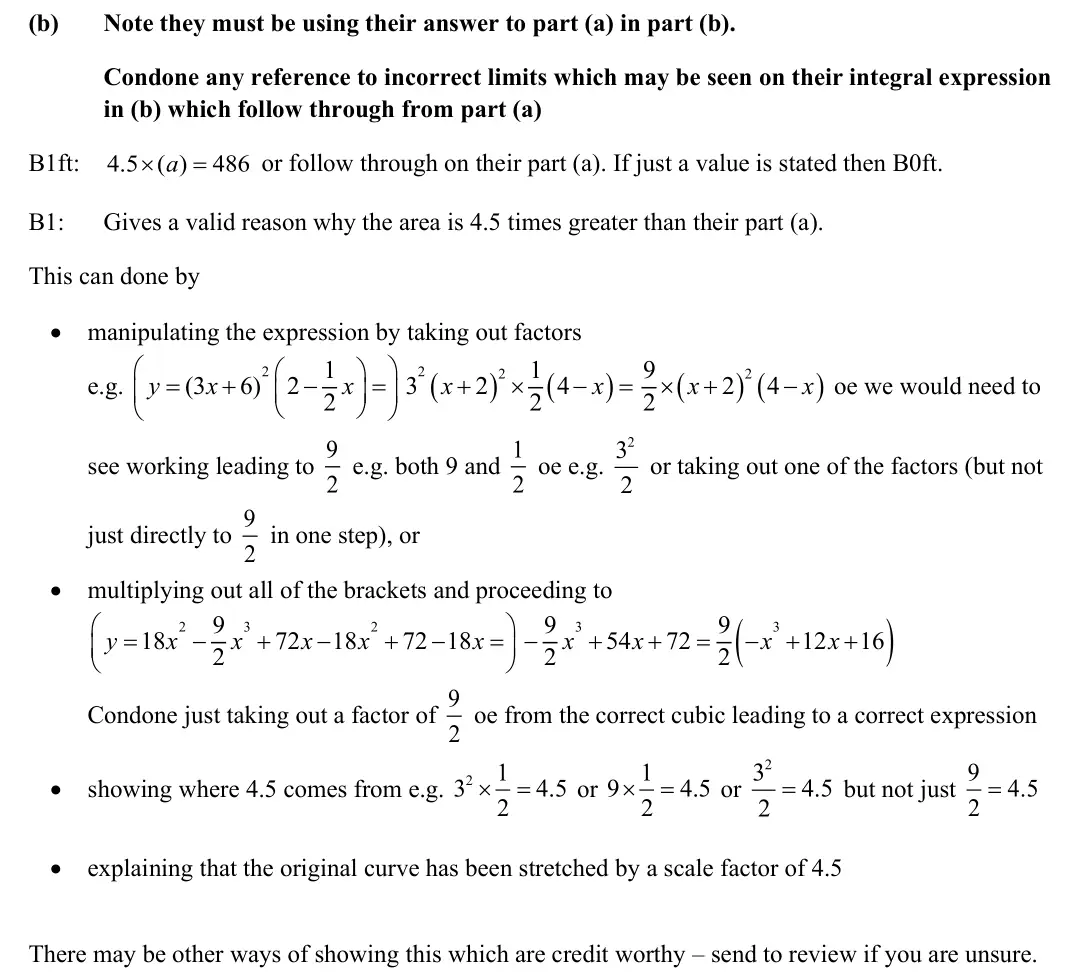 (b) Note they must be using their answer to part (a) in part (b).
Condone any reference to incorrect limits which may be seen on their integral expression
in (b) which follow through from part (a)
B1ft: 4.5×(a) = 486 or follow through on their part (a). If just a value is stated then B0ft.
B1: Gives a valid reason why the area is 4.5 times greater than their part (a).
This can done by
• manipulating the expression by taking out factors
e.g. (y = (3x+6)²(2 − 1/2 x) =) 3²(x+2)² × 1/2(4−x) = 9/2 × (x+2)²(4−x) oe we would need to
see working leading to 9/2 e.g. both 9 and 1/2 oe e.g. 3²/2 or taking out one of the factors (but not
just directly to 9/2 in one step), or
• multiplying out all of the brackets and proceeding to
(y = 18x² − 9/2 x³ + 72x − 18x² + 72 − 18x =) − 9/2 x³ + 54x + 72 = 9/2(−x³ + 12x + 16)
Condone just taking out a factor of 9/2 oe from the correct cubic leading to a correct expression
• showing where 4.5 comes from e.g. 3² × 1/2 = 4.5 or 9 × 1/2 = 4.5 or 3²/2 = 4.5 but not just 9/2 = 4.5
• explaining that the original curve has been stretched by a scale factor of 4.5
There may be other ways of showing this which are credit worthy – send to review if you are unsure.